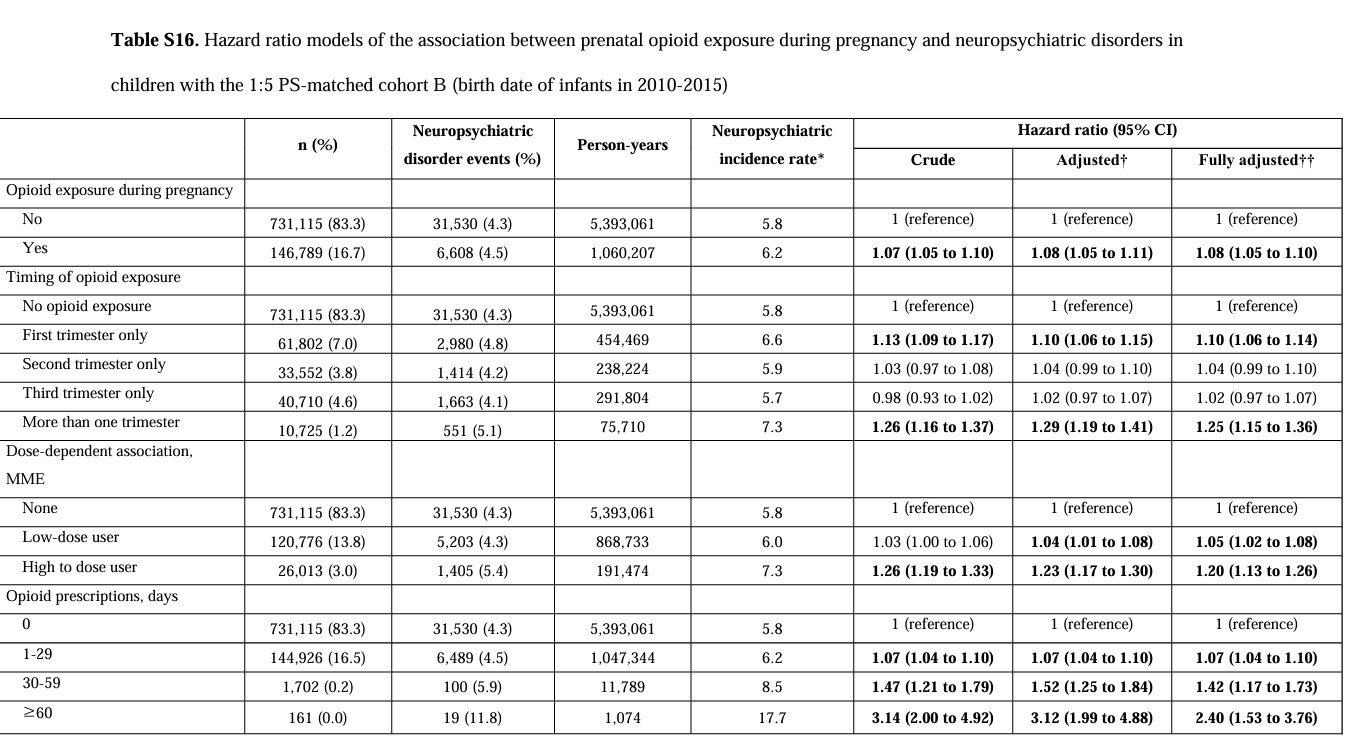 Table S16. Hazard ratio models of the association between prenatal opioid exposure during pregnancy and neuropsychiatric disorders in
children with the 1:5 PS-matched cohort B (birth date of infants in 2010-2015)
n (%) Neuropsychiatric disorder events (%) Person-years Neuropsychiatric incidence rate* Hazard ratio (95% CI)
Crude Adjusted† Fully adjusted††
Opioid exposure during pregnancy
No 731,115 (83.3) 31,530 (4.3) 5,393,061 5.8 1 (reference) 1 (reference) 1 (reference)
Yes 146,789 (16.7) 6,608 (4.5) 1,060,207 6.2 1.07 (1.05 to 1.10) 1.08 (1.05 to 1.11) 1.08 (1.05 to 1.10)
Timing of opioid exposure
No opioid exposure 731,115 (83.3) 31,530 (4.3) 5,393,061 5.8 1 (reference) 1 (reference) 1 (reference)
First trimester only 61,802 (7.0) 2,980 (4.8) 454,469 6.6 1.13 (1.09 to 1.17) 1.10 (1.06 to 1.15) 1.10 (1.06 to 1.14)
Second trimester only 33,552 (3.8) 1,414 (4.2) 238,224 5.9 1.03 (0.97 to 1.08) 1.04 (0.99 to 1.10) 1.04 (0.99 to 1.10)
Third trimester only 40,710 (4.6) 1,663 (4.1) 291,804 5.7 0.98 (0.93 to 1.02) 1.02 (0.97 to 1.07) 1.02 (0.97 to 1.07)
More than one trimester 10,725 (1.2) 551 (5.1) 75,710 7.3 1.26 (1.16 to 1.37) 1.29 (1.19 to 1.41) 1.25 (1.15 to 1.36)
Dose-dependent association,
MME
None 731,115 (83.3) 31,530 (4.3) 5,393,061 5.8 1 (reference) 1 (reference) 1 (reference)
Low-dose user 120,776 (13.8) 5,203 (4.3) 868,733 6.0 1.03 (1.00 to 1.06) 1.04 (1.01 to 1.08) 1.05 (1.02 to 1.08)
High to dose user 26,013 (3.0) 1,405 (5.4) 191,474 7.3 1.26 (1.19 to 1.33) 1.23 (1.17 to 1.30) 1.20 (1.13 to 1.26)
Opioid prescriptions, days
0 731,115 (83.3) 31,530 (4.3) 5,393,061 5.8 1 (reference) 1 (reference) 1 (reference)
1-29 144,926 (16.5) 6,489 (4.5) 1,047,344 6.2 1.07 (1.04 to 1.10) 1.07 (1.04 to 1.10) 1.07 (1.04 to 1.10)
30-59 1,702 (0.2) 100 (5.9) 11,789 8.5 1.47 (1.21 to 1.79) 1.52 (1.25 to 1.84) 1.42 (1.17 to 1.73)
≥60 161 (0.0) 19 (11.8) 1,074 17.7 3.14 (2.00 to 4.92) 3.12 (1.99 to 4.88) 2.40 (1.53 to 3.76)